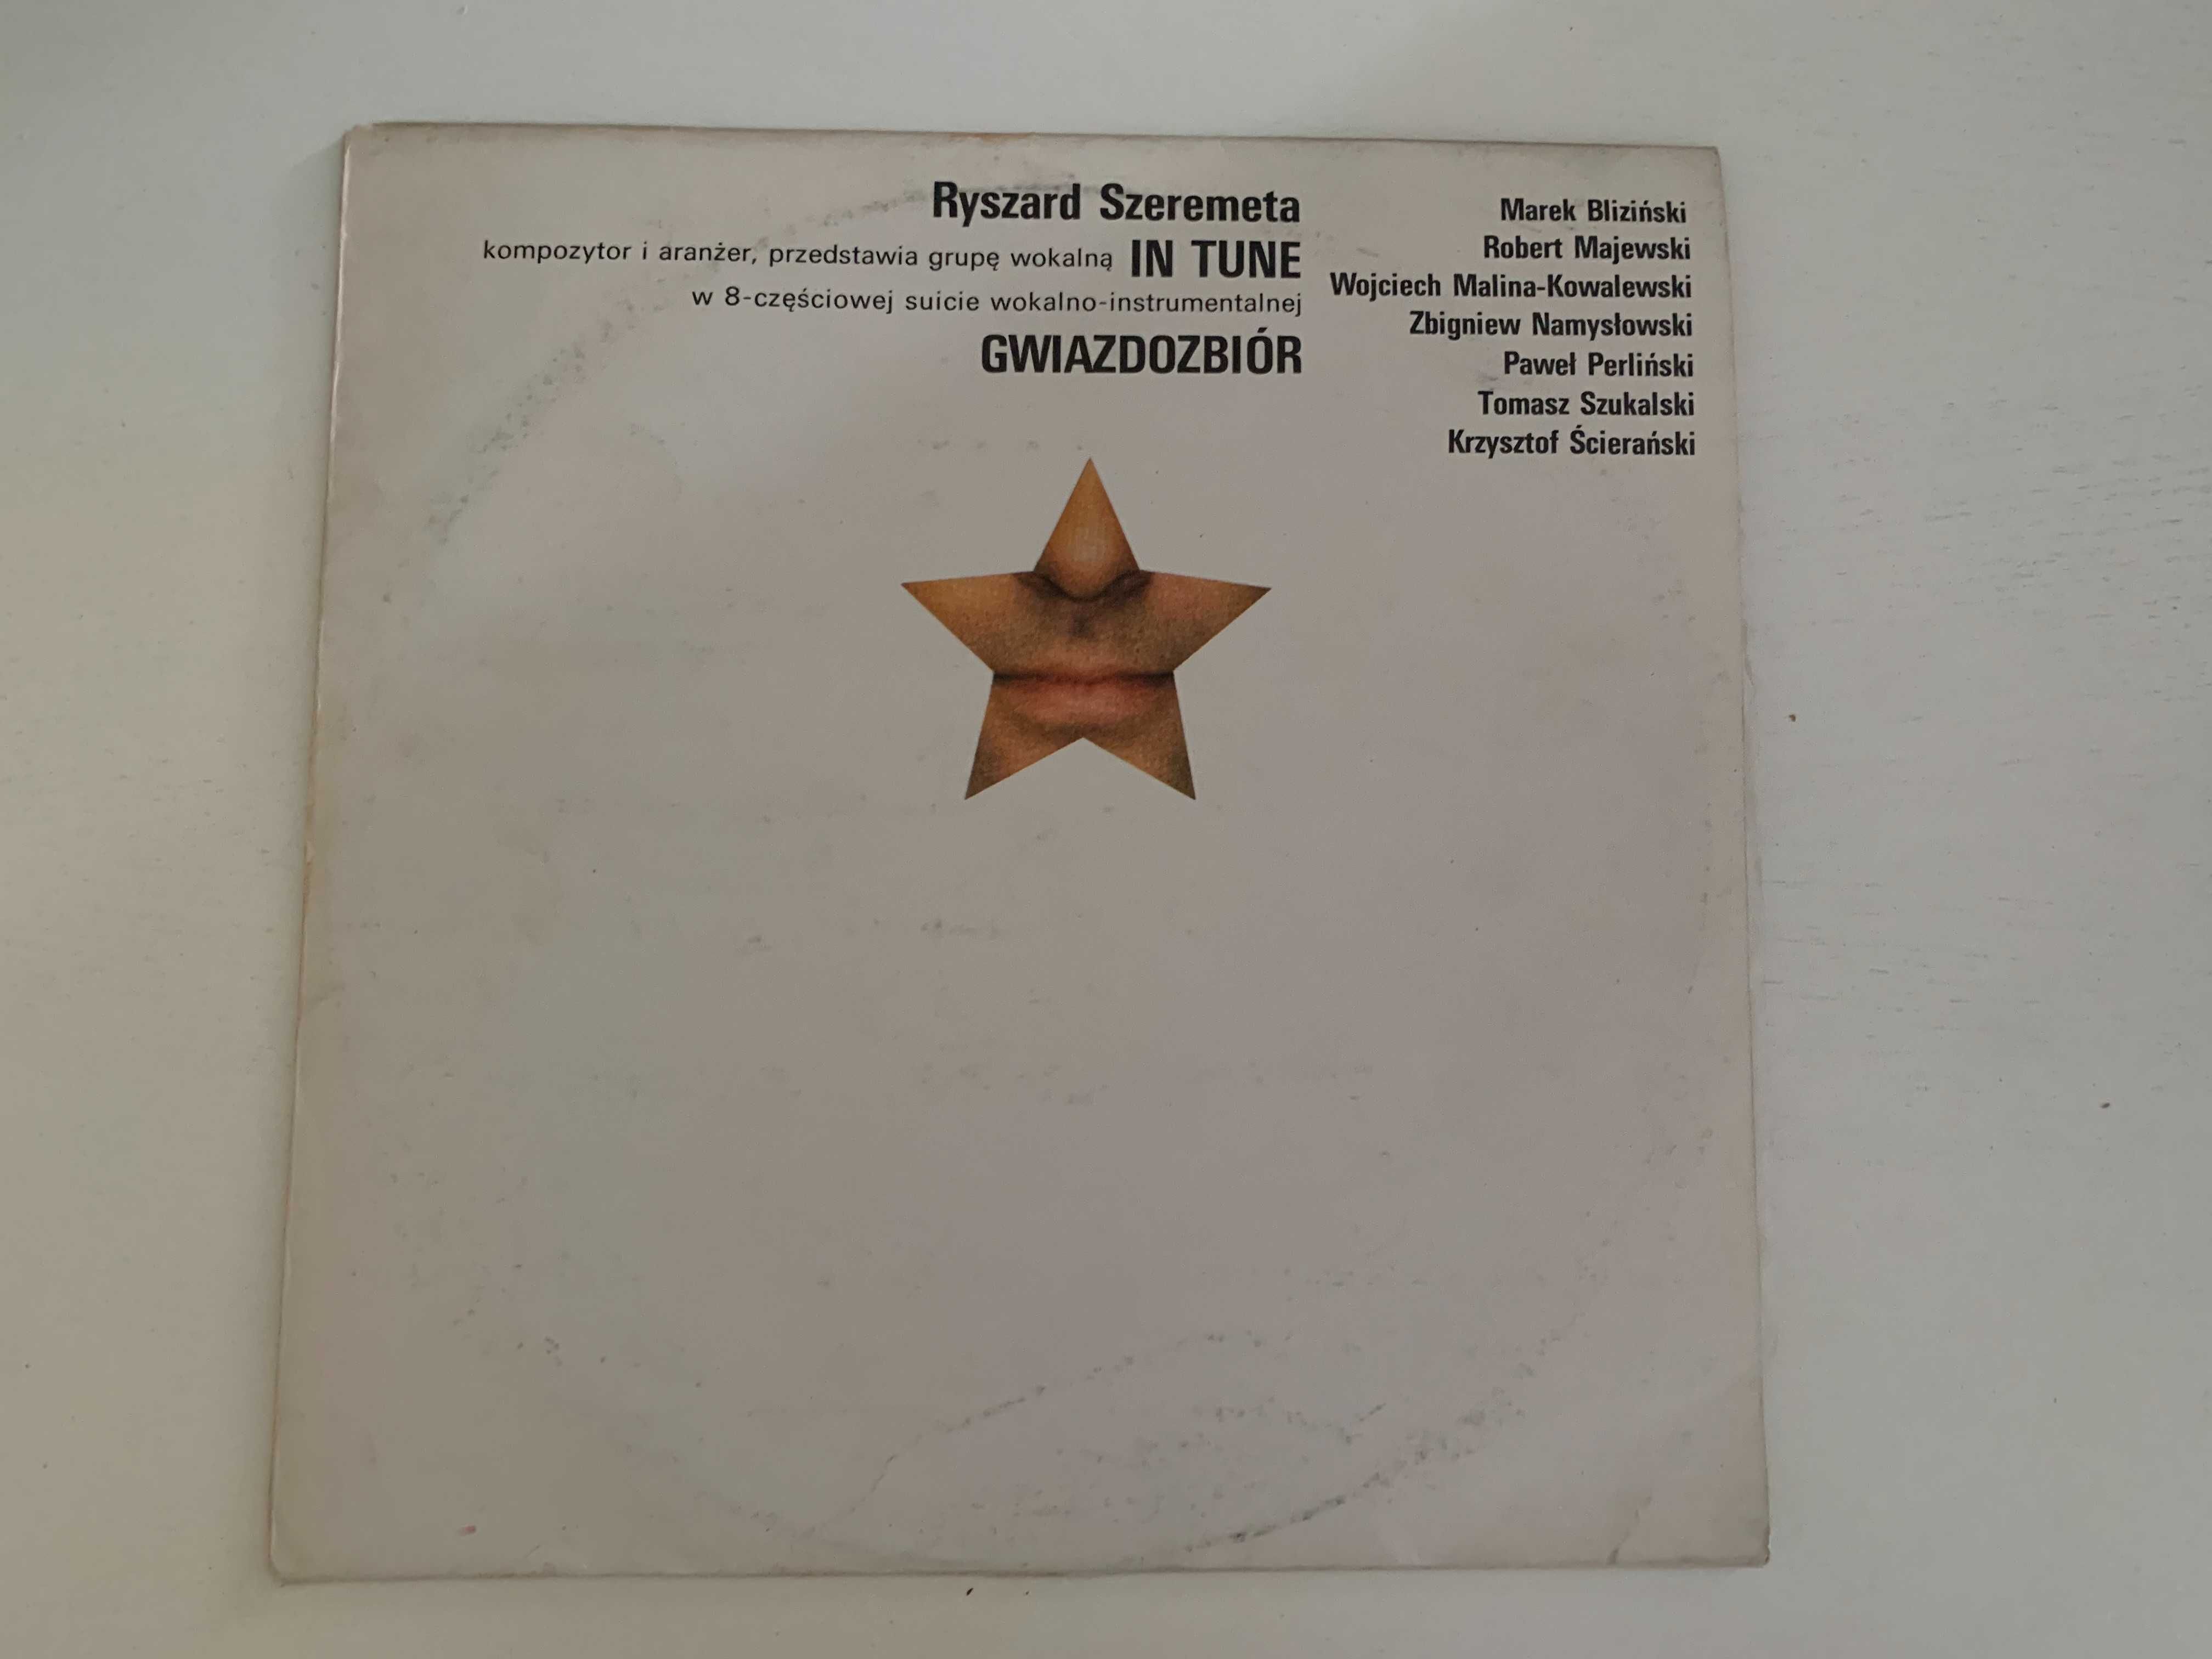 Ryszard Szeremeta
kompozytor i aranżer, przedstawia grupę wokalną IN TUNE
w 8-częściowej suicie wokalno-instrumentalnej
GWIAZDOZBIÓR
Marek Bliziński
Robert Majewski
Wojciech Malina-Kowalewski
Zbigniew Namysłowski
Paweł Perliński
Tomasz Szukalski
Krzysztof Ścierański